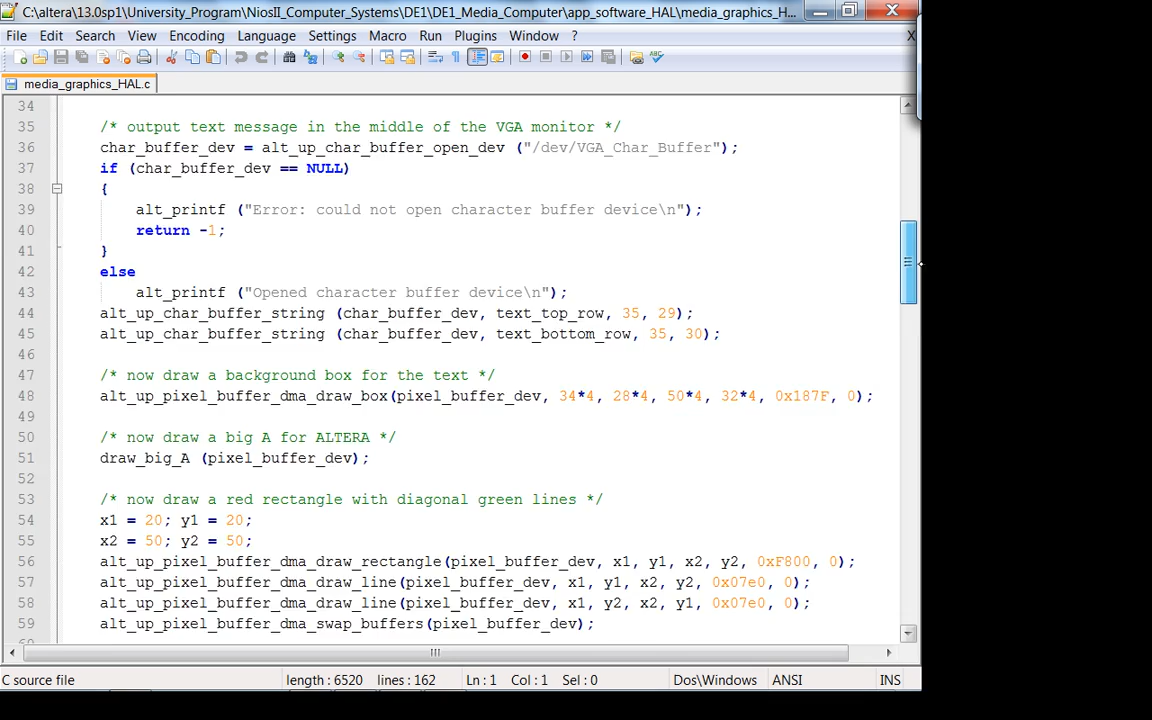 C:\altera\13.0sp1\University_Program\NiosII_Computer_Systems\DE1\DE1_Media_Computer\app_software_HAL\media_graphics_H...
File Edit Search View Encoding Language Settings Macro Run Plugins Window ? X
media_graphics_HAL.c
34
35 /* output text message in the middle of the VGA monitor */
36 char_buffer_dev = alt_up_char_buffer_open_dev ("/dev/VGA_Char_Buffer");
37 if (char_buffer_dev == NULL)
38 {
39 alt_printf ("Error: could not open character buffer device\n");
40 return -1;
41 }
42 else
43 alt_printf ("Opened character buffer device\n");
44 alt_up_char_buffer_string (char_buffer_dev, text_top_row, 35, 29);
45 alt_up_char_buffer_string (char_buffer_dev, text_bottom_row, 35, 30);
46
47 /* now draw a background box for the text */
48 alt_up_pixel_buffer_dma_draw_box(pixel_buffer_dev, 34*4, 28*4, 50*4, 32*4, 0x187F, 0);
49
50 /* now draw a big A for ALTERA */
51 draw_big_A (pixel_buffer_dev);
52
53 /* now draw a red rectangle with diagonal green lines */
54 x1 = 20; y1 = 20;
55 x2 = 50; y2 = 50;
56 alt_up_pixel_buffer_dma_draw_rectangle(pixel_buffer_dev, x1, y1, x2, y2, 0xF800, 0);
57 alt_up_pixel_buffer_dma_draw_line(pixel_buffer_dev, x1, y1, x2, y2, 0x07e0, 0);
58 alt_up_pixel_buffer_dma_draw_line(pixel_buffer_dev, x1, y2, x2, y1, 0x07e0, 0);
59 alt_up_pixel_buffer_dma_swap_buffers(pixel_buffer_dev);
C source file length : 6520 lines : 162 Ln : 1 Col : 1 Sel : 0 Dos\Windows ANSI INS